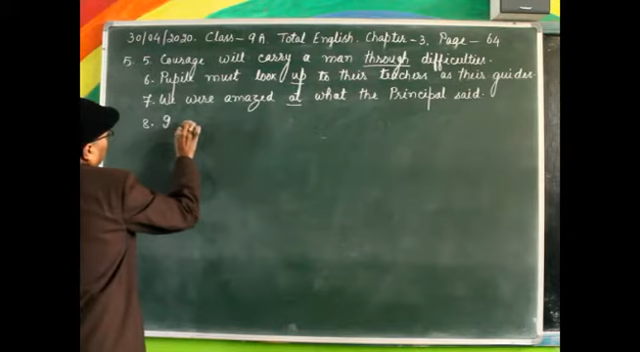 30/04/2020. Class-9A. Total English. Chapter-3. Page-64
5. 5. Courage will carry a man through difficulties.
6. Pupils must look up to their teachers as their guides.
7. We were amazed at what the Principal said.
8. 9